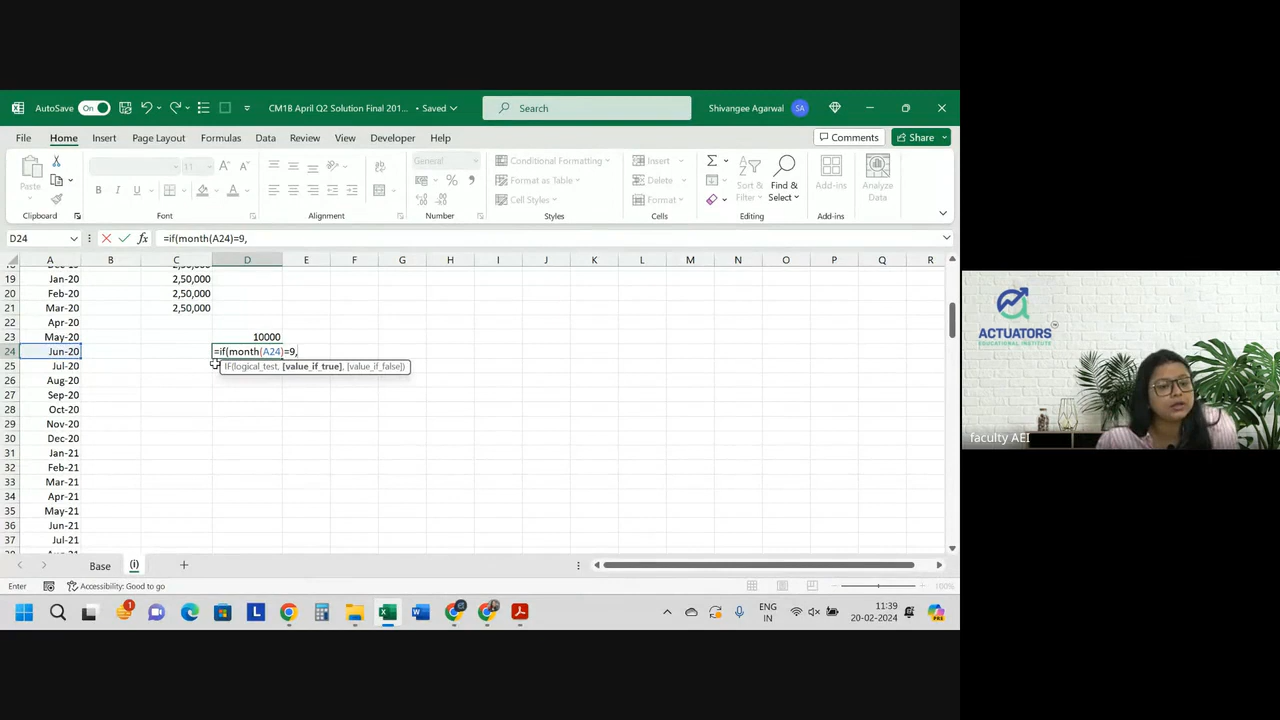 AutoSave On CM1B April Q2 Solution Final 201... • Saved Search Shivangee Agarwal SA
File Home Insert Page Layout Formulas Data Review View Developer Help Comments Share
Paste 11 General Conditional Formatting Insert
B I U Format as Table Delete Sort & Find & Add-ins Analyze
Cell Styles Format Filter Select Data
Clipboard Font Alignment Number Styles Cells Editing Add-ins
D24 fx =if(month(A24)=9,
A B C D E F G H I J K L M N O P Q R
19 Jan-20 2,50,000
20 Feb-20 2,50,000
21 Mar-20 2,50,000
22 Apr-20
23 May-20 10000
24 Jun-20 =if(month(A24)=9,
25 Jul-20 IF(logical_test, [value_if_true], [value_if_false])
26 Aug-20
27 Sep-20
28 Oct-20
29 Nov-20
30 Dec-20
31 Jan-21
32 Feb-21
33 Mar-21
34 Apr-21
35 May-21
36 Jun-21
37 Jul-21
Base (i)
Enter Accessibility: Good to go 100%
ENG 11:39
IN 20-02-2024
ACTUATORS
EDUCATIONAL INSTITUTE
faculty AEI